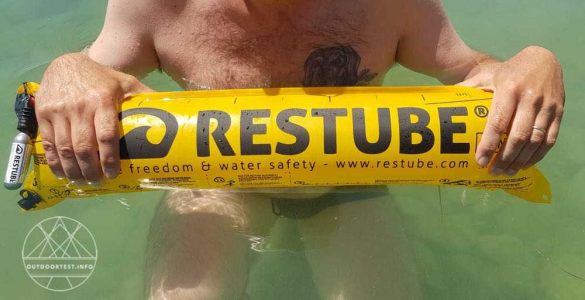 RESTUBE®
freedom & water safety - www.restube.com
RESTUBE
OUTDOORTEST.INFO